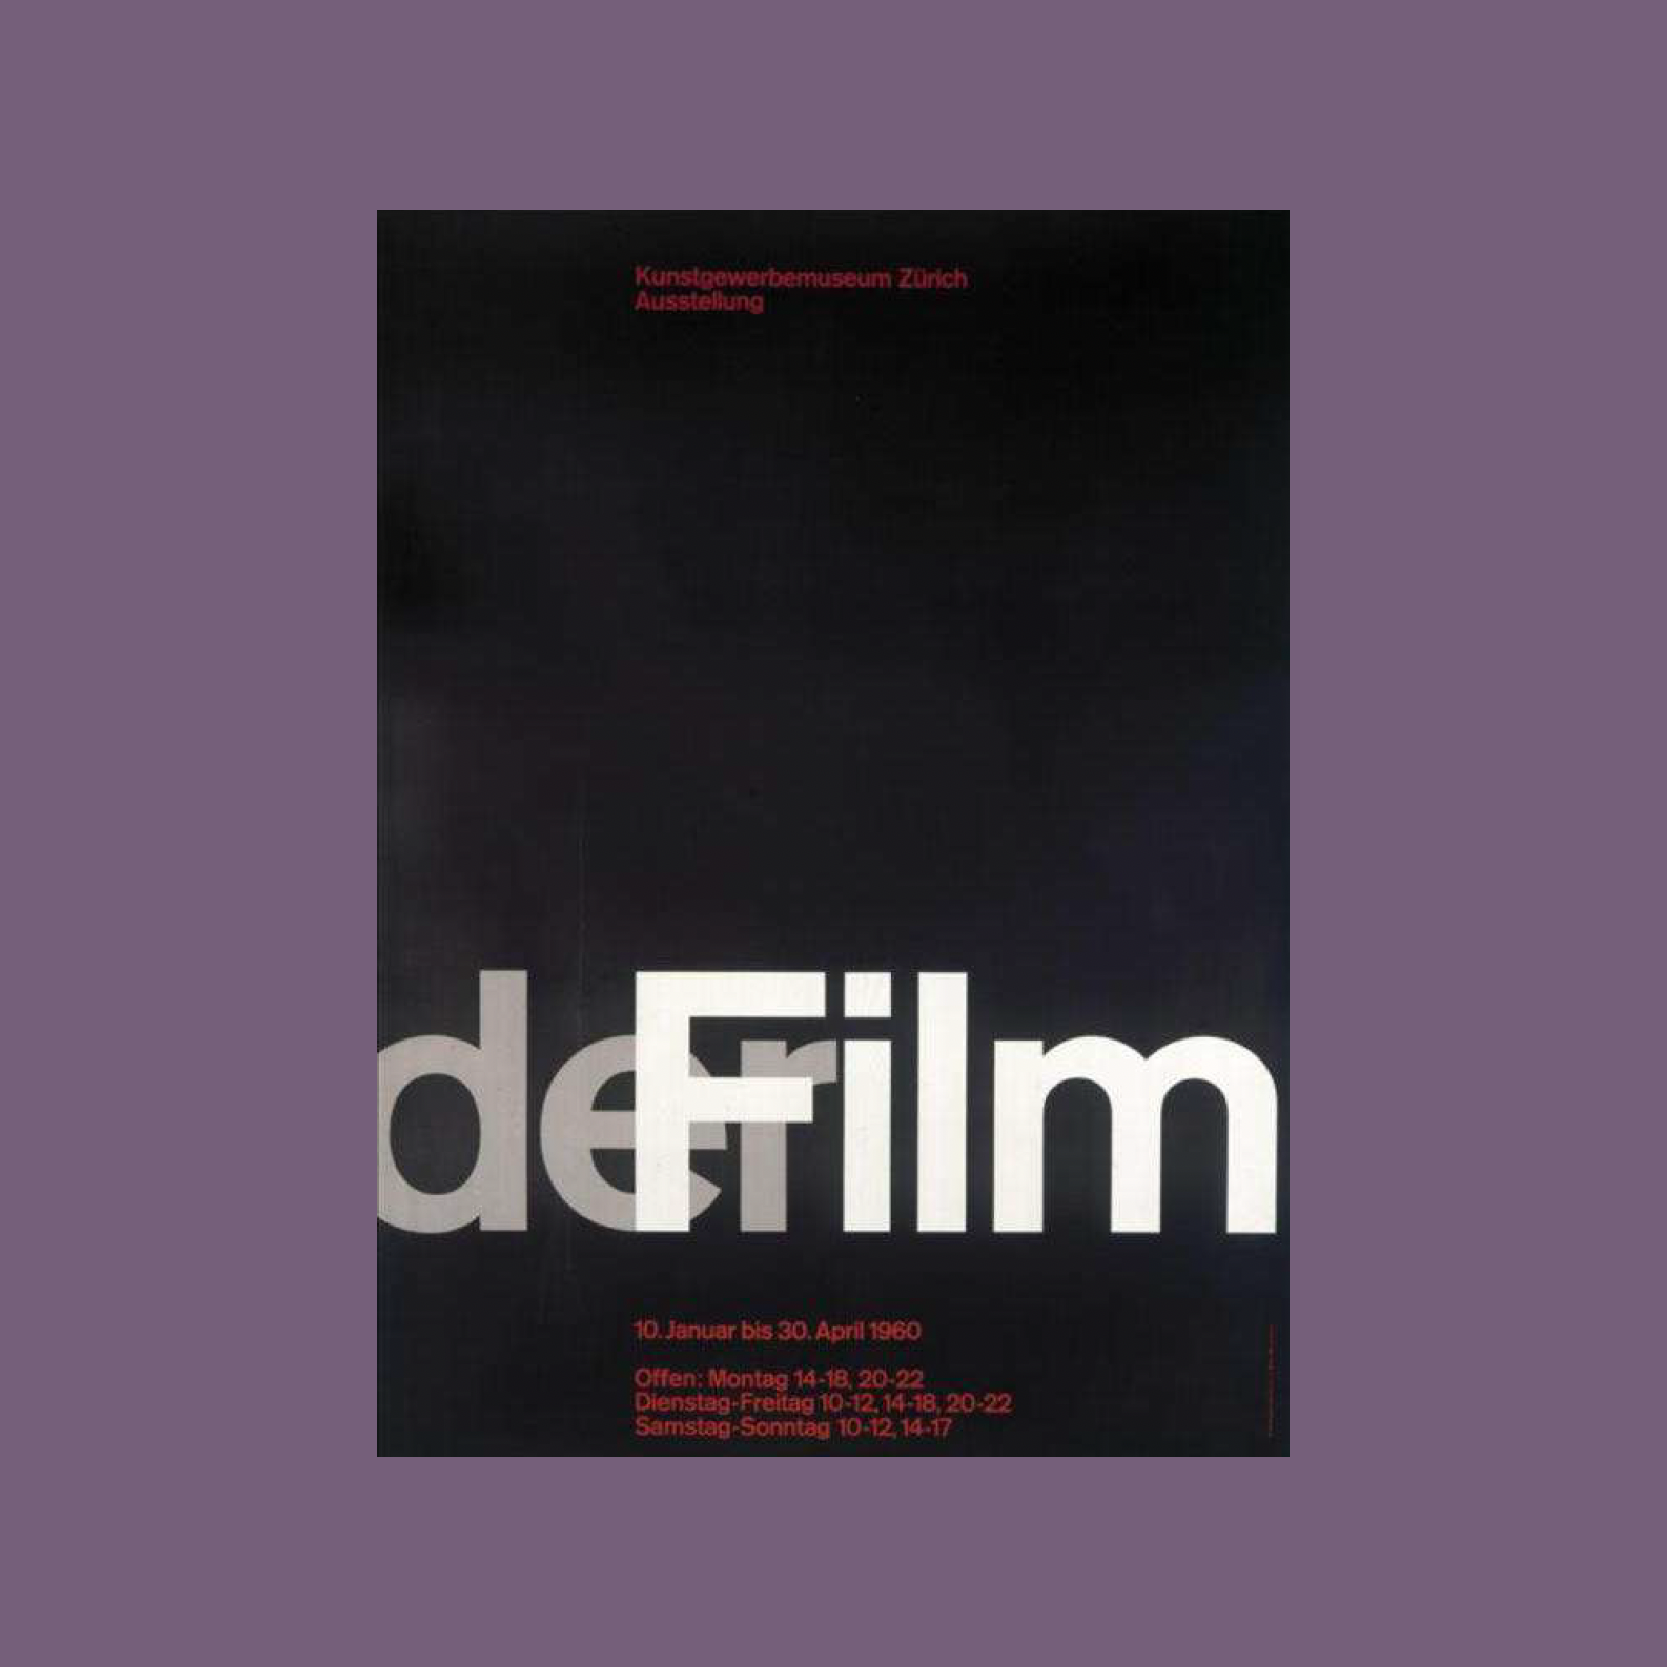 Kunstgewerbemuseum Zürich
Ausstellung
der Film
10. Januar bis 30. April 1960
Offen: Montag 14-18, 20-22
Dienstag-Freitag 10-12, 14-18, 20-22
Samstag-Sonntag 10-12, 14-17